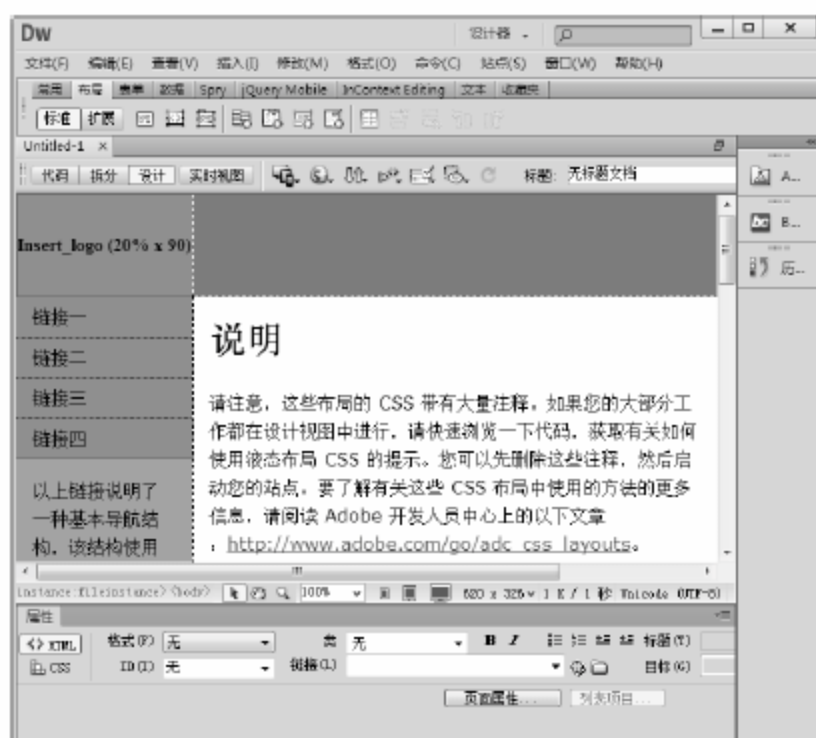 Dw 设计器
文件(F) 编辑(E) 查看(V) 插入(I) 修改(M) 格式(O) 命令(C) 站点(S) 窗口(W) 帮助(H)
常用 布局 表单 数据 Spry jQuery Mobile InContext Editing 文本 收藏夹
标准 扩展
Untitled-1 ×
代码 拆分 设计 实时视图 标题: 无标题文档
A...
B...
历...
Insert_logo (20% x 90)
链接一
链接二
链接三
链接四
以上链接说明了
一种基本导航结
构，该结构使用
说明
请注意，这些布局的 CSS 带有大量注释。如果您的大部分工
作都在设计视图中进行，请快速浏览一下代码，获取有关如何
使用液态布局 CSS 的提示。您可以先删除这些注释，然后启
动您的站点。要了解有关这些 CSS 布局中使用的方法的更多
信息，请阅读 Adobe 开发人员中心上的以下文章
：http://www.adobe.com/go/adc_css_layouts。
instance:fileinstance> <body> 100% 620 x 326 1 K / 1 秒 Unicode (UTF-8)
属性
<> HTML 格式(F) 无 类 无 B I 标题(T)
CSS ID(I) 无 链接(L) 目标(G)
页面属性... 列表项目...